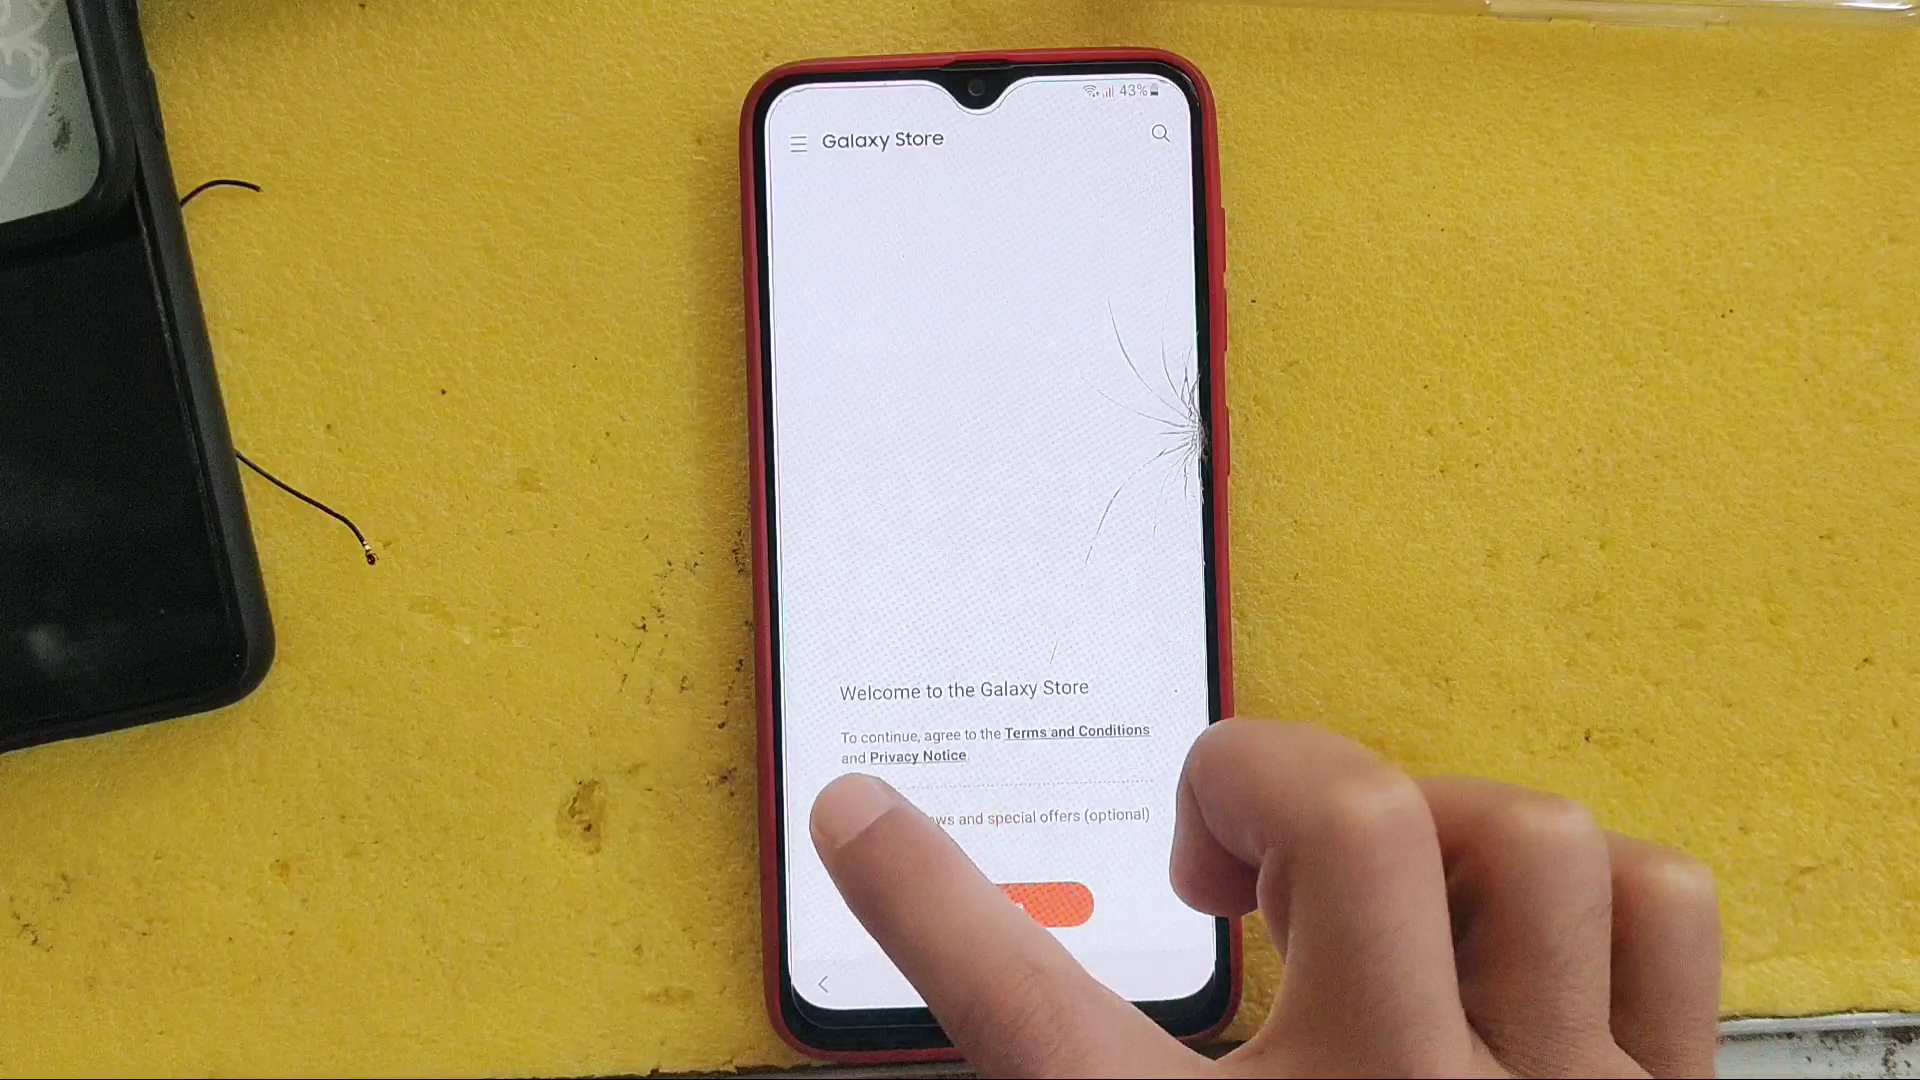 43%
Galaxy Store
Welcome to the Galaxy Store
To continue, agree to the Terms and Conditions
and Privacy Notice
and special offers (optional)